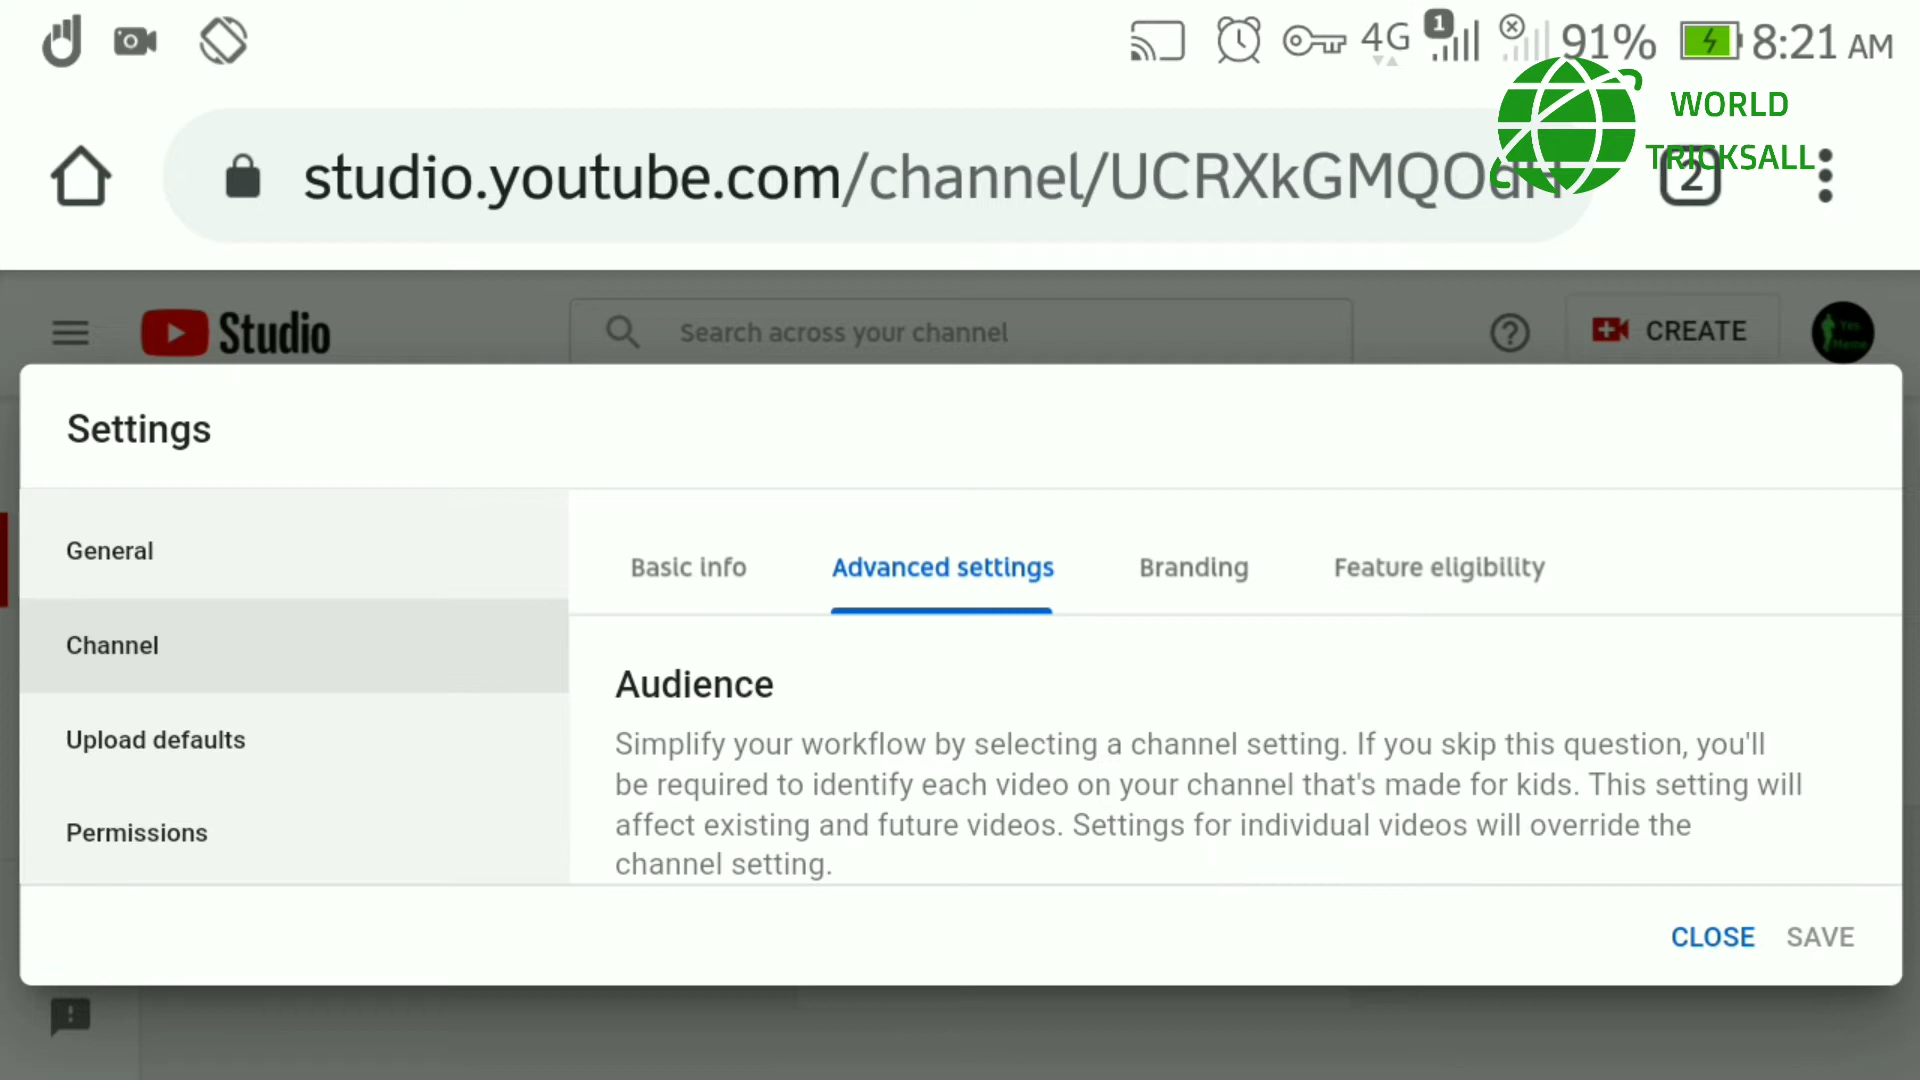 4G 1 91% 8:21 AM
WORLD
TRICKSALL
studio.youtube.com/channel/UCRXkGMQOdH
2
Studio
Search across your channel
CREATE
Yes
Meme
Settings
General
Channel
Upload defaults
Permissions
Basic info
Advanced settings
Branding
Feature eligibility
Audience
Simplify your workflow by selecting a channel setting. If you skip this question, you'll
be required to identify each video on your channel that's made for kids. This setting will
affect existing and future videos. Settings for individual videos will override the
channel setting.
CLOSE
SAVE